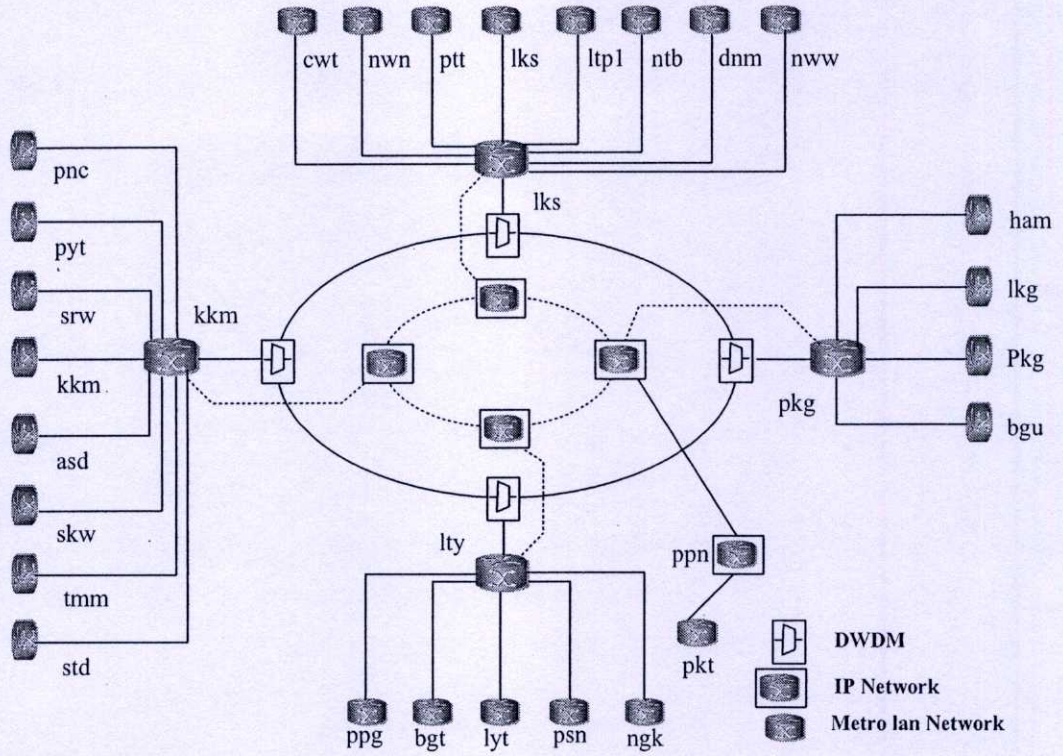 cwt nwn ptt lks ltp1 ntb dnm nww
lks
pnc
pyt
srw
kkm
kkm
asd
skw
tmm
std
ham
lkg
Pkg
bgu
pkg
lty
ppn
pkt
ppg bgt lyt psn ngk
DWDM
IP Network
Metro lan Network